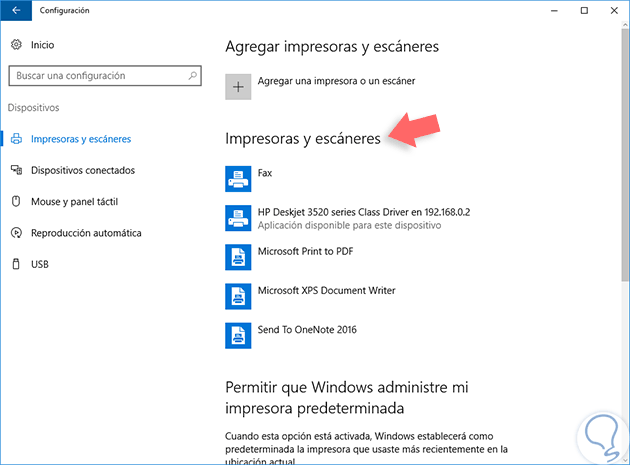 Configuración
Inicio
Buscar una configuración
Dispositivos
Impresoras y escáneres
Dispositivos conectados
Mouse y panel táctil
Reproducción automática
USB
Agregar impresoras y escáneres
Agregar una impresora o un escáner
Impresoras y escáneres
Fax
HP Deskjet 3520 series Class Driver en 192.168.0.2
Aplicación disponible para este dispositivo
Microsoft Print to PDF
Microsoft XPS Document Writer
Send To OneNote 2016
Permitir que Windows administre mi
impresora predeterminada
Cuando esta opción está activada, Windows establecerá como
predeterminada la impresora que usaste más recientemente en la
ubicación actual.